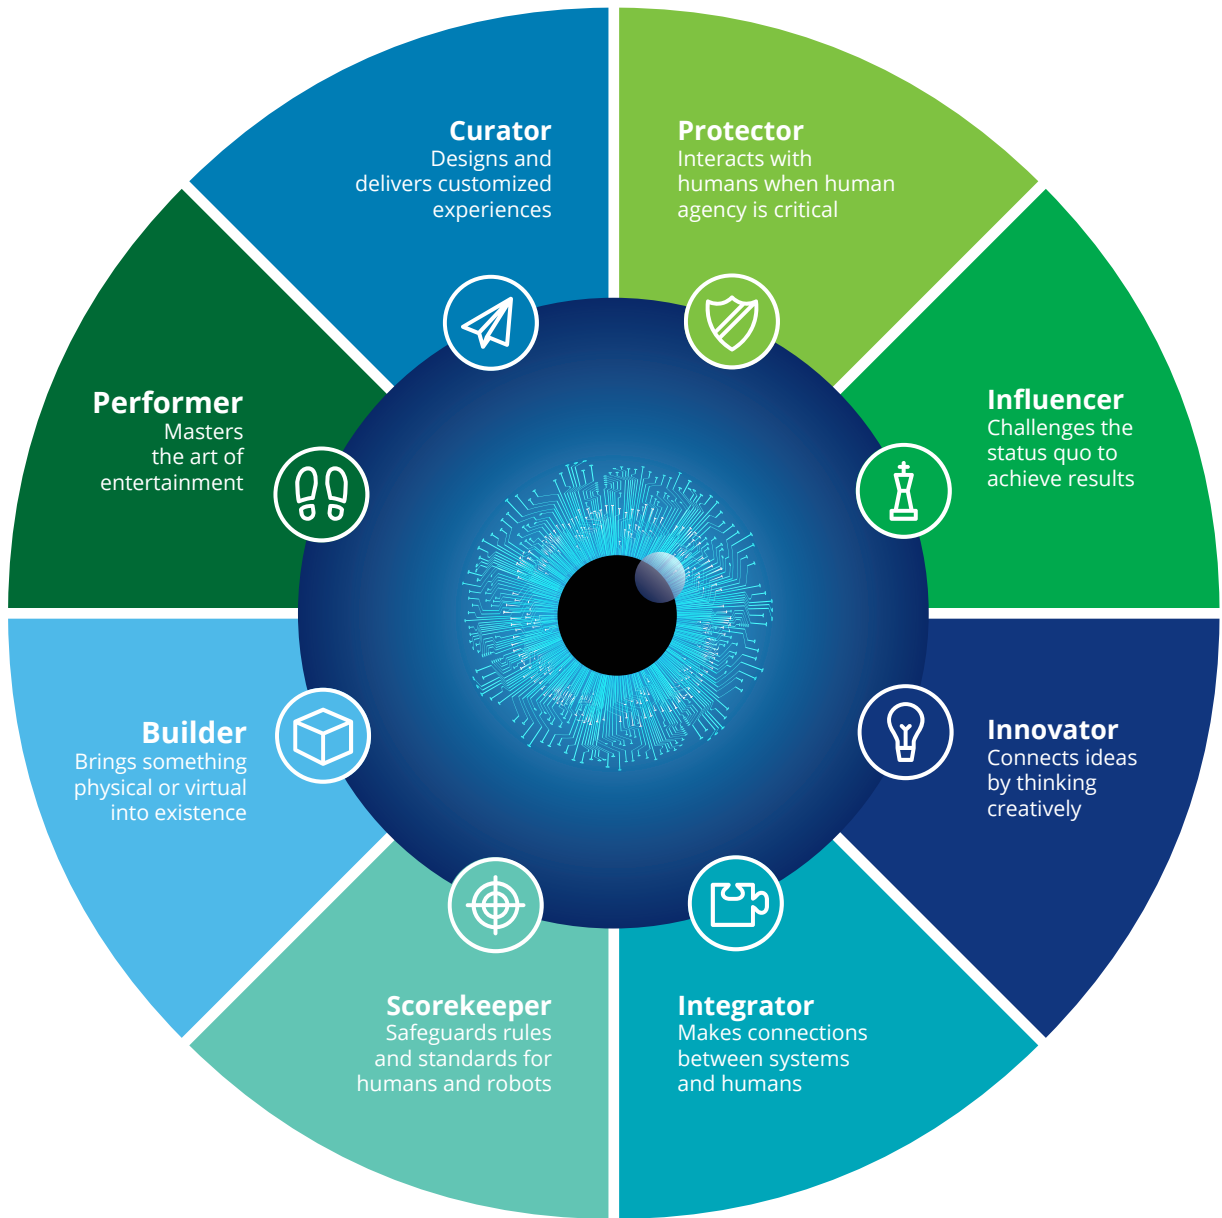 Curator
Designs and
delivers customized
experiences
Protector
Interacts with
humans when human
agency is critical
Influencer
Challenges the
status quo to
achieve results
Innovator
Connects ideas
by thinking
creatively
Integrator
Makes connections
between systems
and humans
Scorekeeper
Safeguards rules
and standards for
humans and robots
Builder
Brings something
physical or virtual
into existence
Performer
Masters
the art of
entertainment